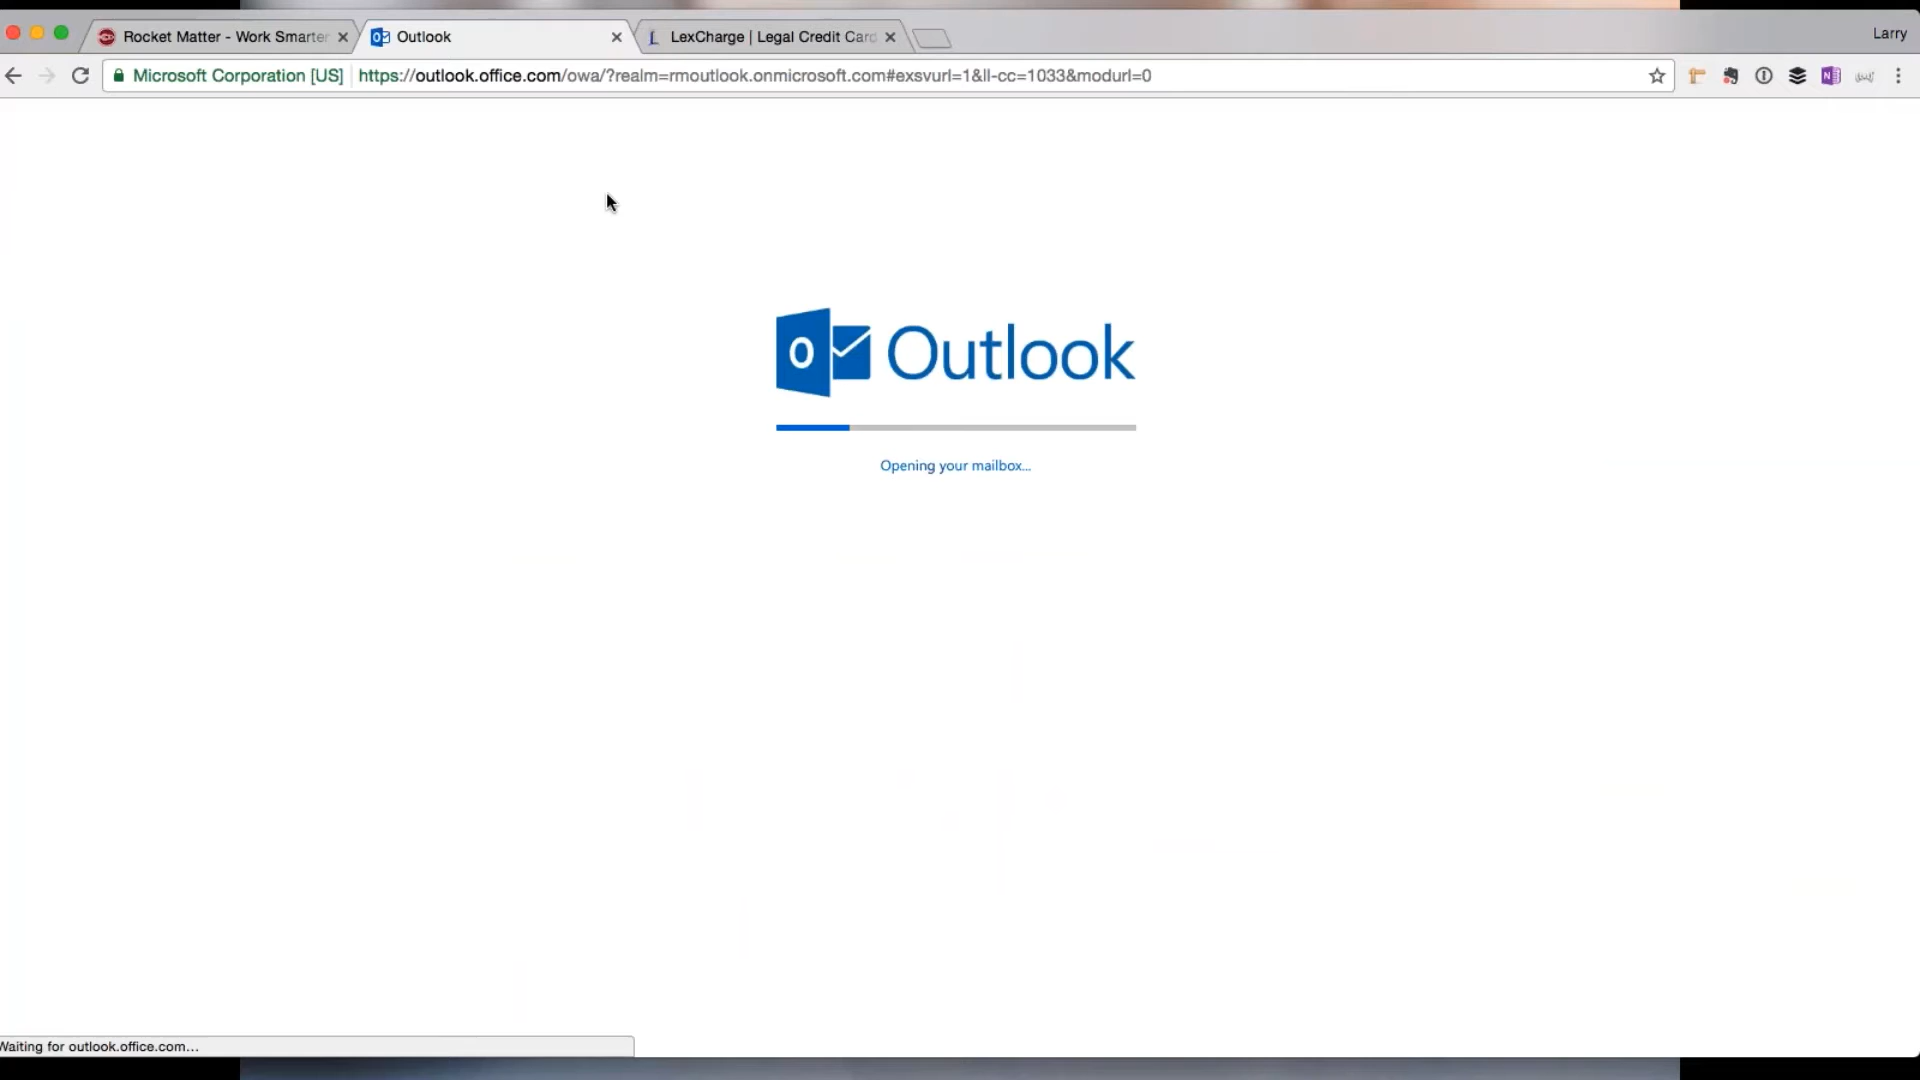 Rocket Matter - Work Smarter
Outlook
LexCharge | Legal Credit Card
Larry
Microsoft Corporation [US]
https://outlook.office.com/owa/?realm=rmoutlook.onmicrosoft.com#exsvurl=1&ll-cc=1033&modurl=0
Outlook
Opening your mailbox...
Waiting for outlook.office.com...